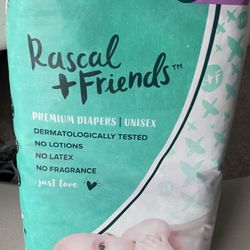 Rascal
+Friends™
PREMIUM DIAPERS | UNISEX
DERMATOLOGICALLY TESTED
NO LOTIONS
NO LATEX
NO FRAGRANCE
just love
+F